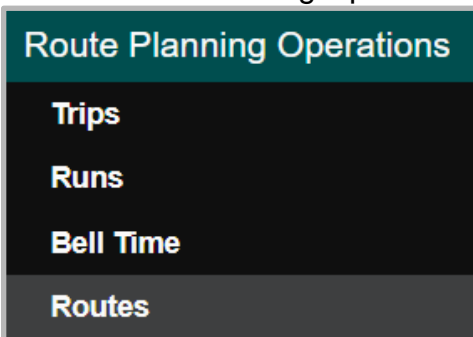 Route Planning Operations
Trips
Runs
Bell Time
Routes